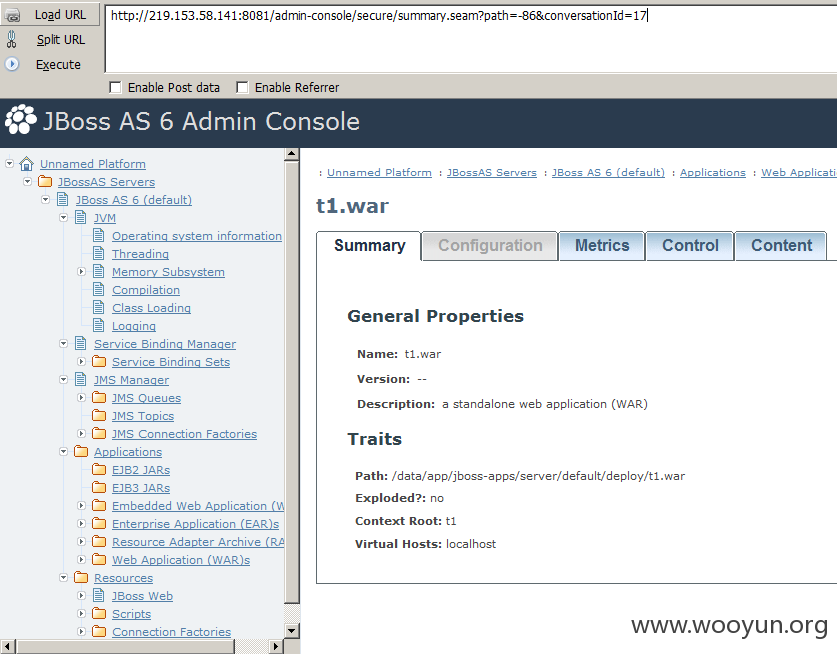 Load URL
http://219.153.58.141:8081/admin-console/secure/summary.seam?path=-86&conversationId=17
Split URL
Execute
Enable Post data Enable Referrer
JBoss AS 6 Admin Console
Unnamed Platform
JBossAS Servers
JBoss AS 6 (default)
JVM
Operating system information
Threading
Memory Subsystem
Compilation
Class Loading
Logging
Service Binding Manager
Service Binding Sets
JMS Manager
JMS Queues
JMS Topics
JMS Connection Factories
Applications
EJB2 JARs
EJB3 JARs
Embedded Web Application (W
Enterprise Application (EAR)s
Resource Adapter Archive (RA
Web Application (WAR)s
Resources
JBoss Web
Scripts
Connection Factories
: Unnamed Platform : JBossAS Servers : JBoss AS 6 (default) : Applications : Web Applicati
t1.war
Summary Configuration Metrics Control Content
General Properties
Name: t1.war
Version: --
Description: a standalone web application (WAR)
Traits
Path: /data/app/jboss-apps/server/default/deploy/t1.war
Exploded?: no
Context Root: t1
Virtual Hosts: localhost
www.wooyun.org